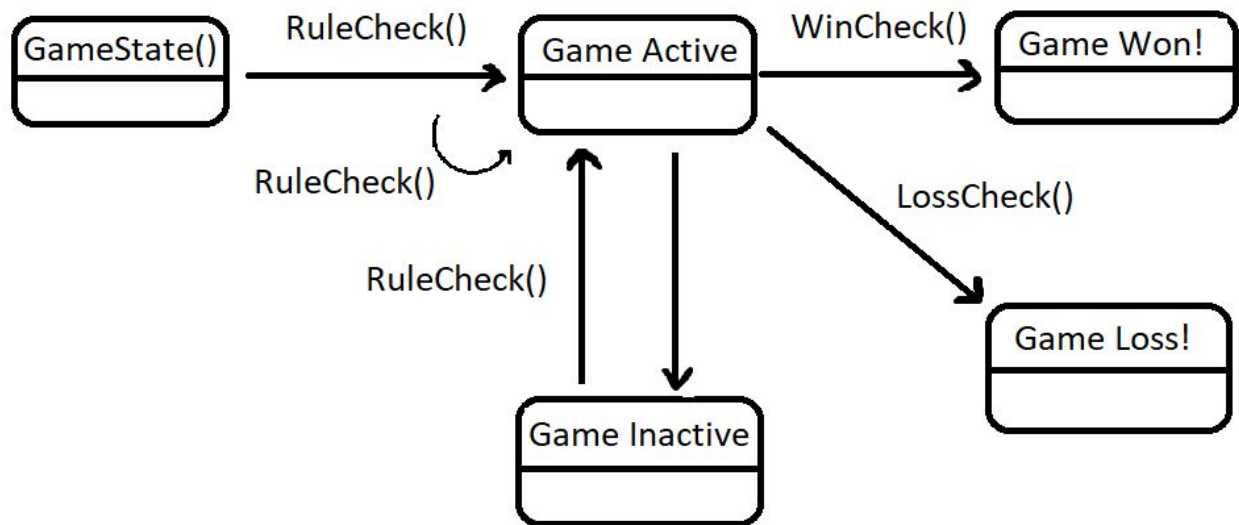 GameState()
RuleCheck()
Game Active
WinCheck()
Game Won!
RuleCheck()
LossCheck()
RuleCheck()
Game Loss!
Game Inactive